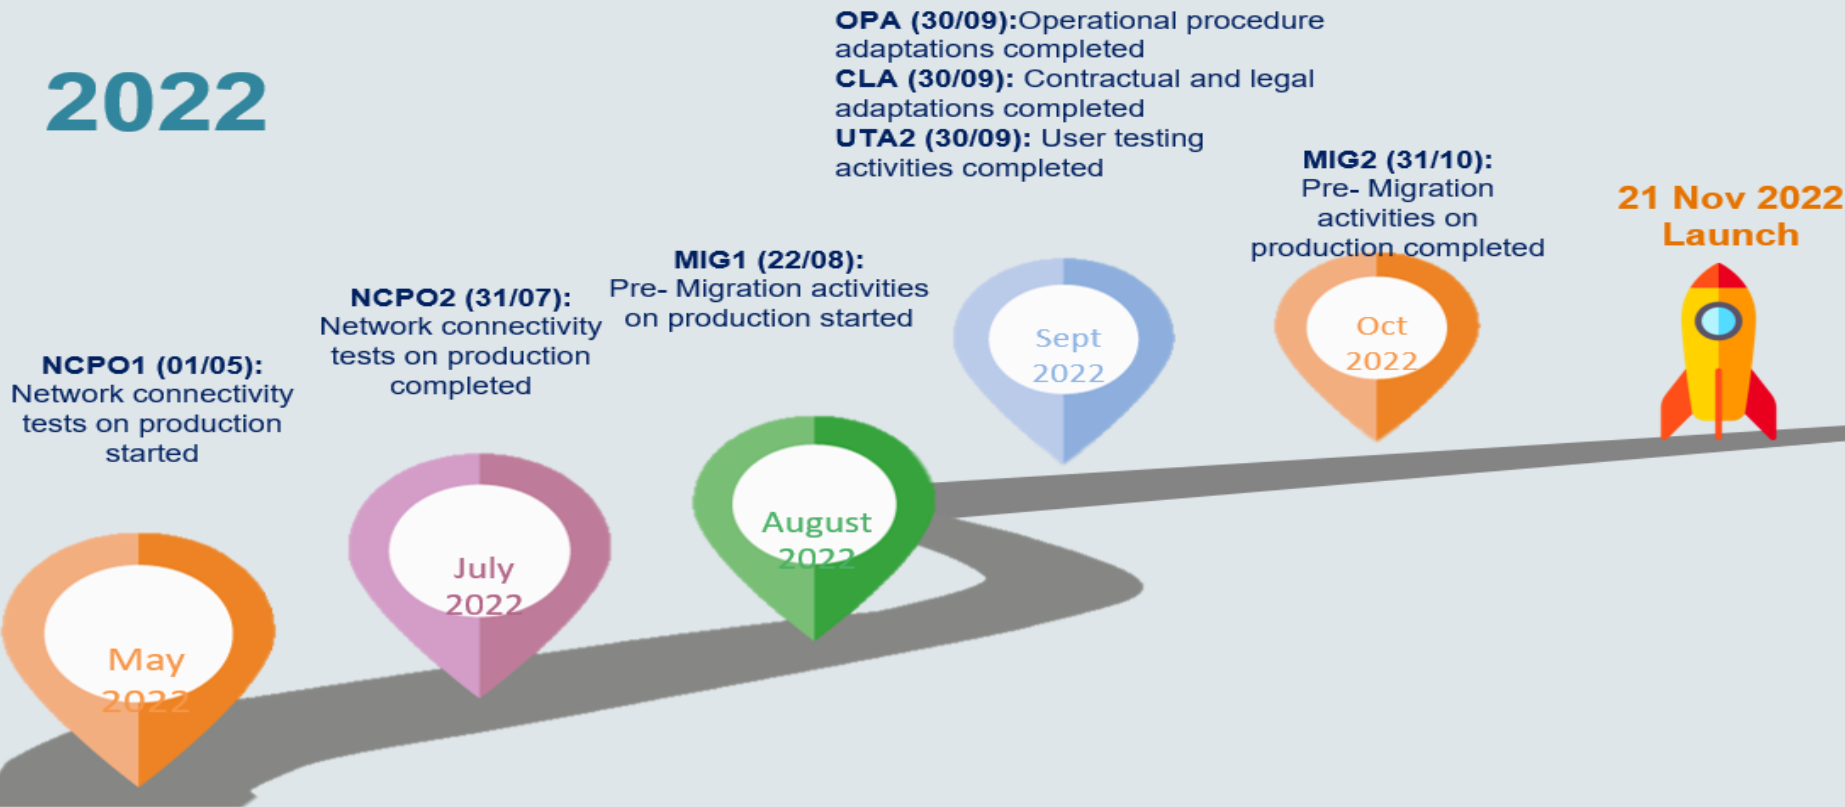 2022
NCPO1 (01/05):
Network connectivity
tests on production
started
May
2022
NCPO2 (31/07):
Network connectivity
tests on production
completed
July
2022
MIG1 (22/08):
Pre- Migration activities
on production started
August
2022
OPA (30/09):Operational procedure
adaptations completed
CLA (30/09): Contractual and legal
adaptations completed
UTA2 (30/09): User testing
activities completed
Sept
2022
MIG2 (31/10):
Pre- Migration
activities on
production completed
Oct
2022
21 Nov 2022
Launch